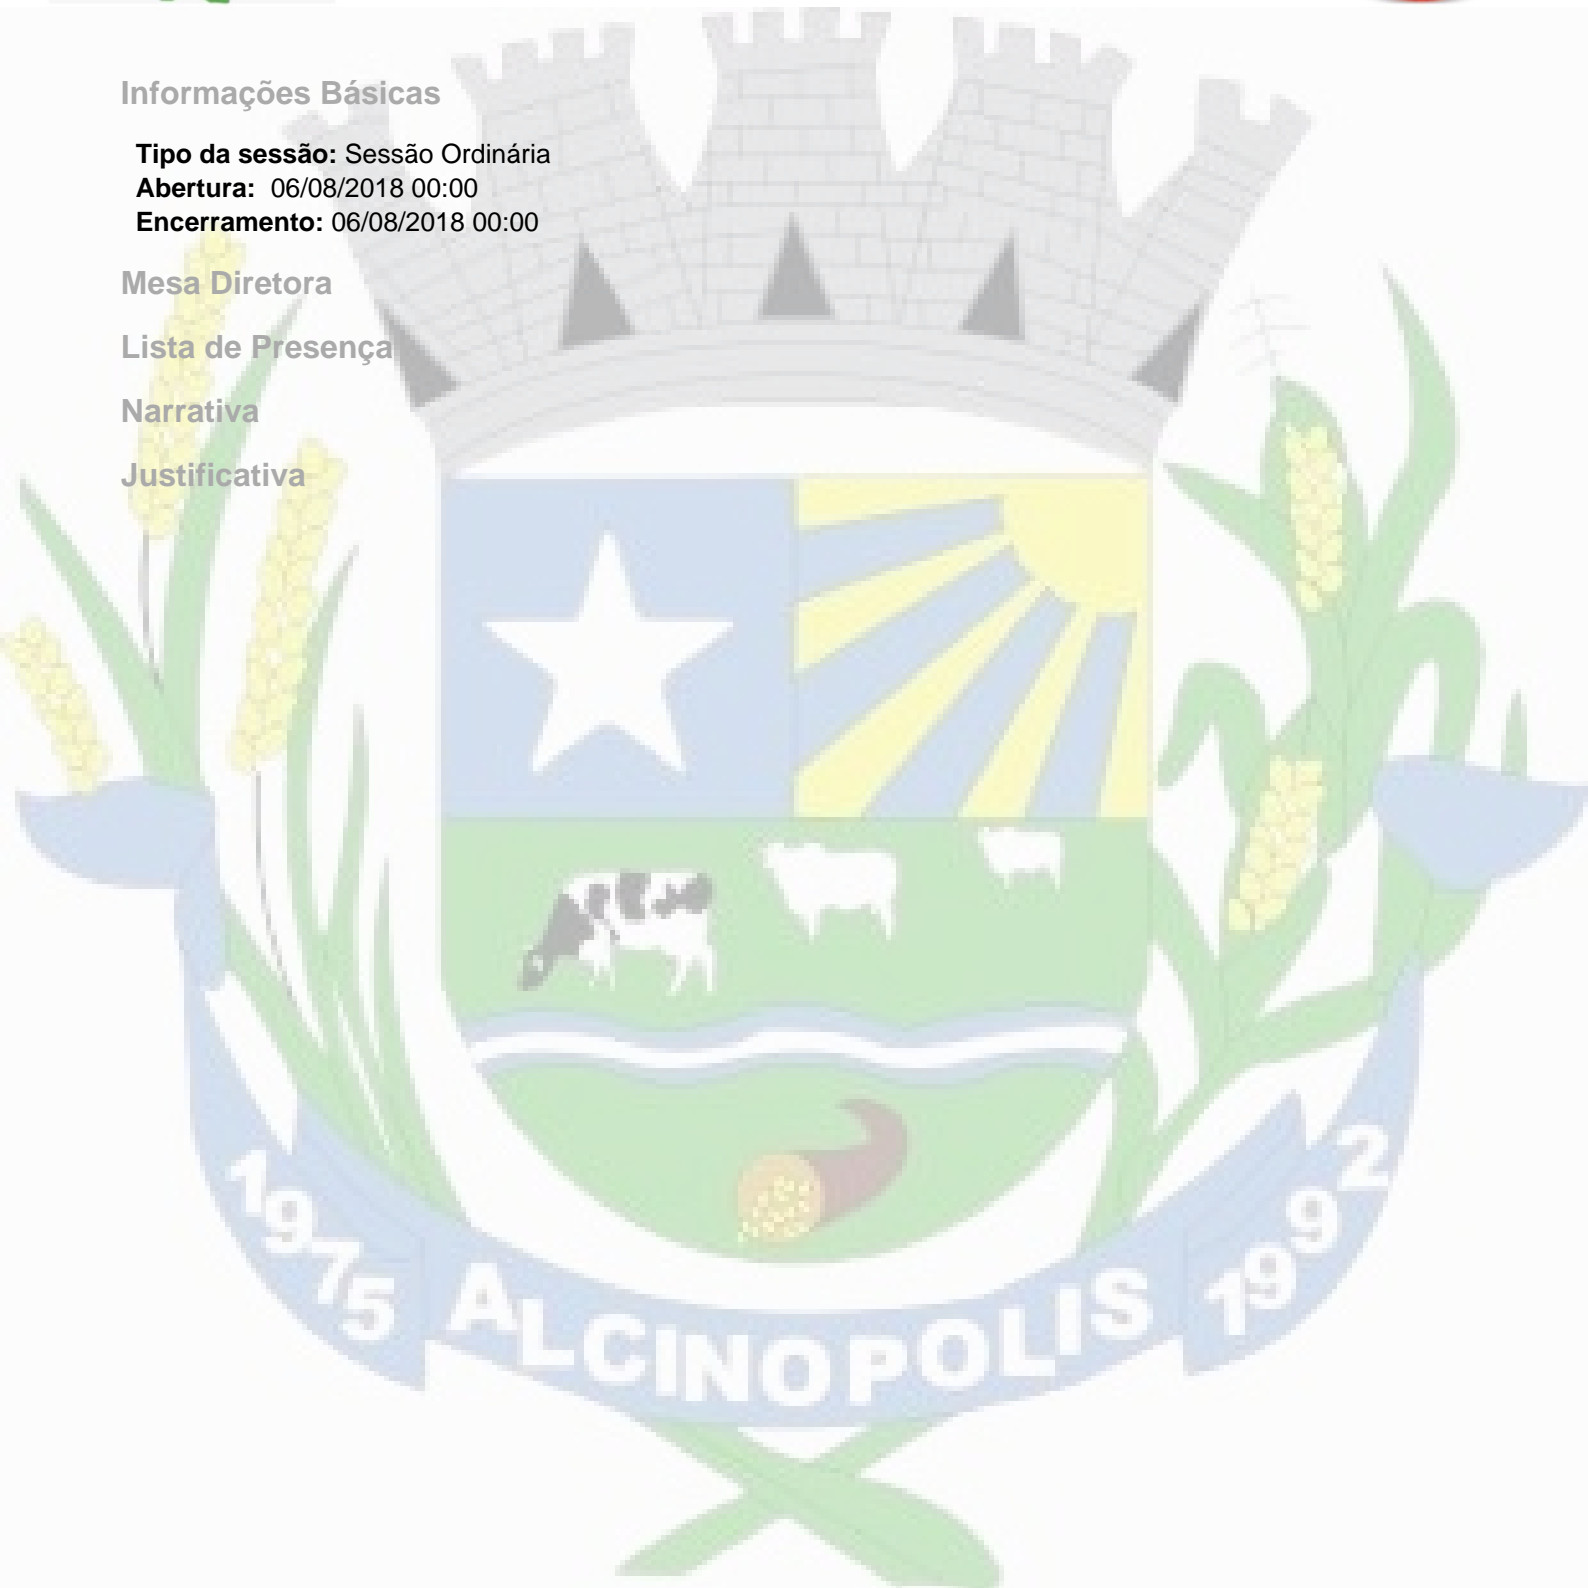 Informações Básicas
Tipo da sessão: Sessão Ordinária
Abertura: 06/08/2018 00:00
Encerramento: 06/08/2018 00:00
Mesa Diretora
Lista de Presença
Narrativa
Justificativa
1975 ALCINOPOLIS 1992